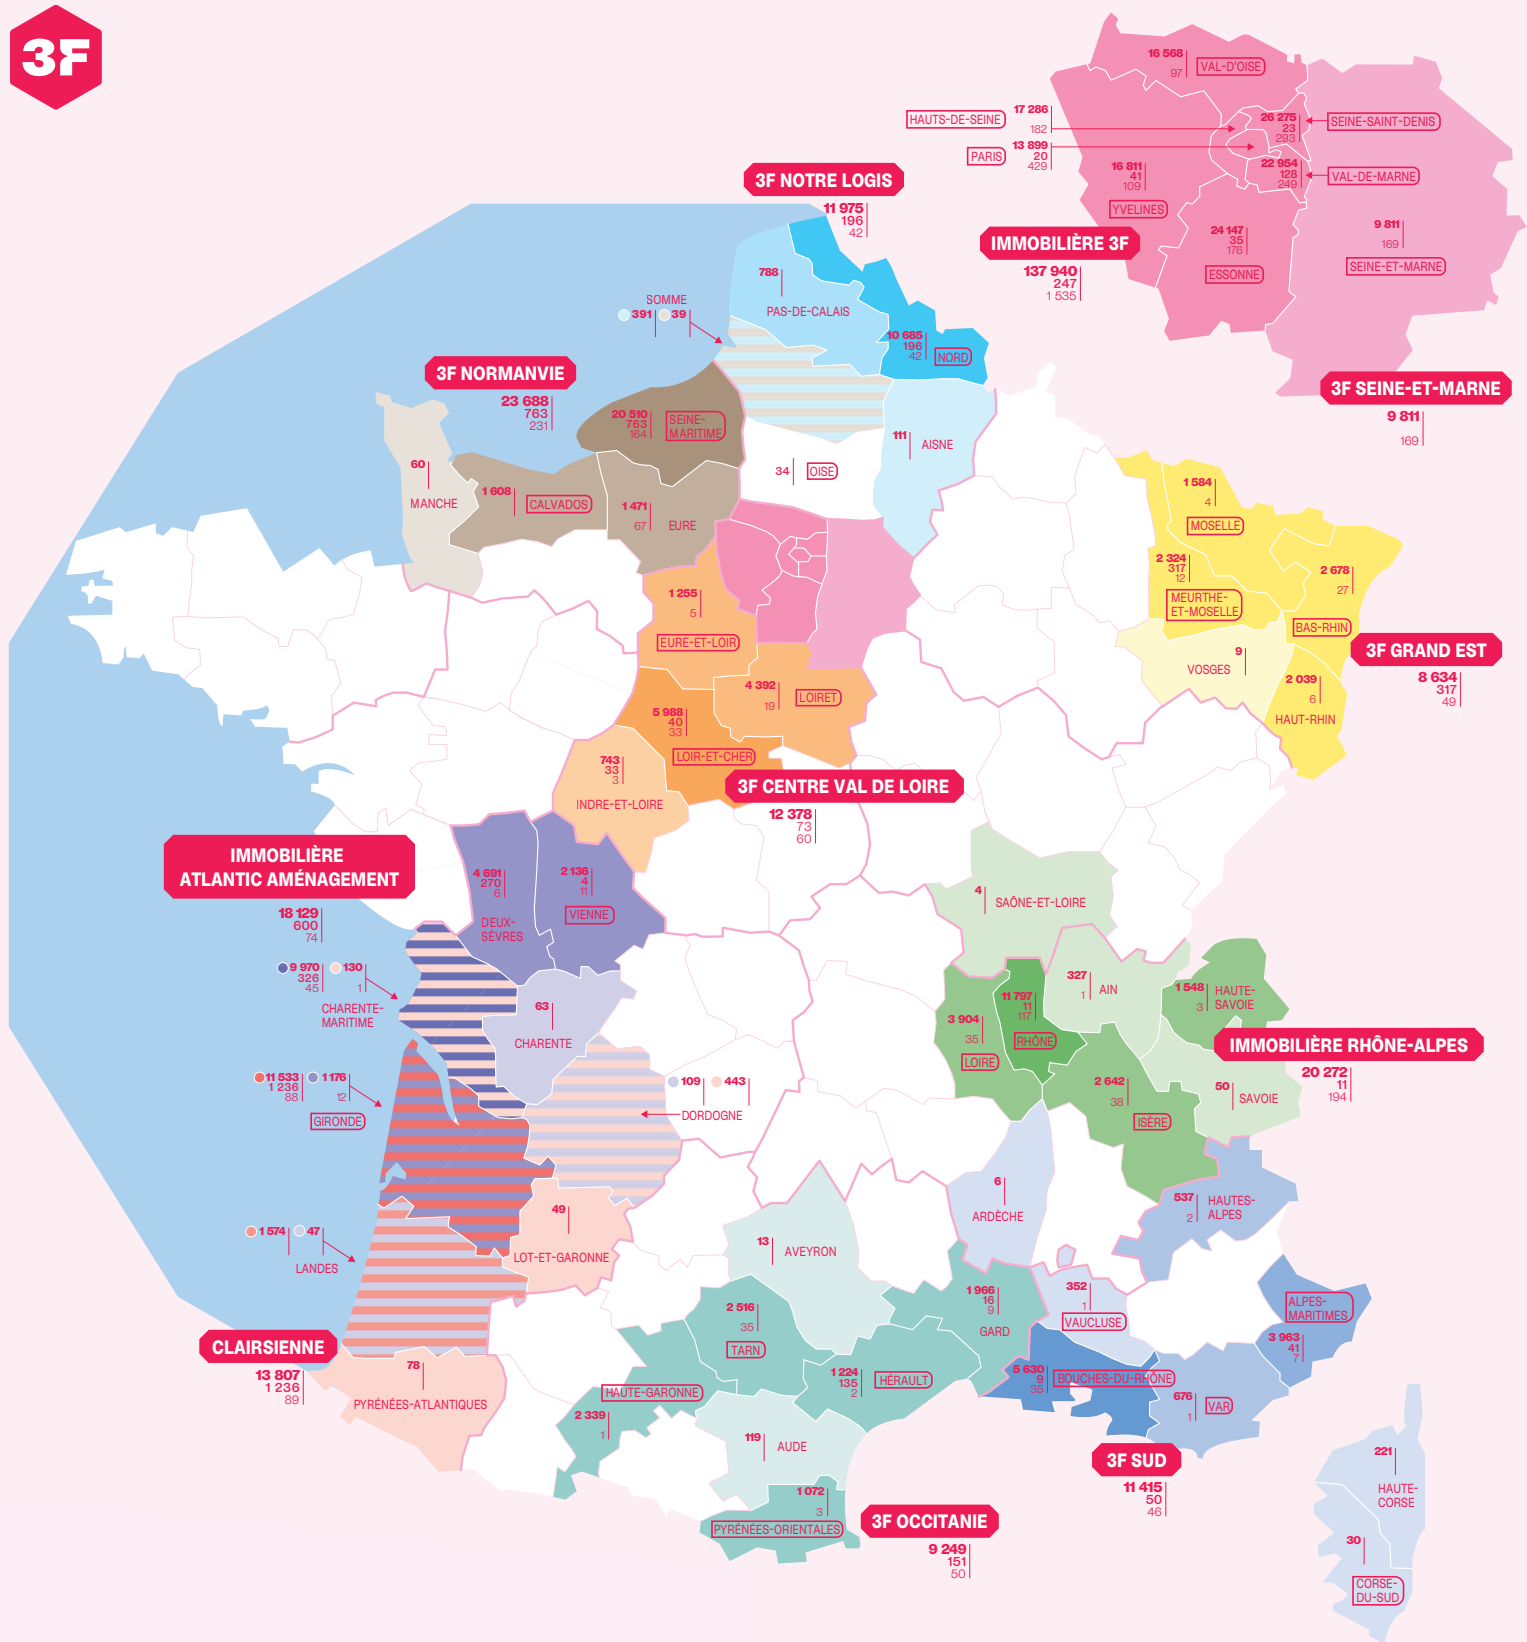 3F
16 568
97
VAL-D'OISE
HAUTS-DE-SEINE
17 286
182
PARIS
13 899
20
429
26 275
23
293
SEINE-SAINT-DENIS
22 954
128
249
VAL-DE-MARNE
16 811
41
109
YVELINES
24 147
35
176
ESSONNE
9 811
169
SEINE-ET-MARNE
IMMOBILIÈRE 3F
137 940
247
1 535
3F SEINE-ET-MARNE
9 811
169
3F NOTRE LOGIS
11 975
196
42
788
PAS-DE-CALAIS
SOMME
391
39
10 685
196
42
NORD
3F NORMANVIE
23 688
763
231
20 510
763
164
SEINE-
MARITIME
60
MANCHE
1 608
CALVADOS
1 471
67
EURE
34
OISE
111
AISNE
1 584
4
MOSELLE
2 324
317
12
MEURTHE-
ET-MOSELLE
2 678
27
BAS-RHIN
9
VOSGES
2 039
6
HAUT-RHIN
3F GRAND EST
8 634
317
49
1 255
5
EURE-ET-LOIR
4 392
19
LOIRET
5 988
40
33
LOIR-ET-CHER
743
33
3
INDRE-ET-LOIRE
3F CENTRE VAL DE LOIRE
12 378
73
60
IMMOBILIÈRE
ATLANTIC AMÉNAGEMENT
18 129
600
74
4 691
270
6
DEUX-
SÈVRES
2 136
4
11
VIENNE
9 970
326
45
130
1
CHARENTE-
MARITIME
63
CHARENTE
11 533
1 236
88
1 176
12
GIRONDE
109
443
DORDOGNE
1 574
47
LANDES
49
LOT-ET-GARONNE
CLAIRSIENNE
13 807
1 236
89
78
PYRÉNÉES-ATLANTIQUES
4
SAÔNE-ET-LOIRE
327
1
AIN
1 548
3
HAUTE-
SAVOIE
3 904
35
LOIRE
11 797
11
117
RHÔNE
2 642
38
ISÈRE
50
SAVOIE
IMMOBILIÈRE RHÔNE-ALPES
20 272
11
194
6
ARDÈCHE
537
2
HAUTES-
ALPES
13
AVEYRON
2 516
35
TARN
1 966
16
9
GARD
352
1
VAUCLUSE
ALPES-
MARITIMES
3 963
41
7
HAUTE-GARONNE
2 339
1
1 224
135
2
HÉRAULT
5 630
9
35
BOUCHES-DU-RHÔNE
676
1
VAR
119
AUDE
1 072
3
PYRÉNÉES-ORIENTALES
3F SUD
11 415
50
46
3F OCCITANIE
9 249
151
50
221
HAUTE-
CORSE
30
CORSE-
DU-SUD